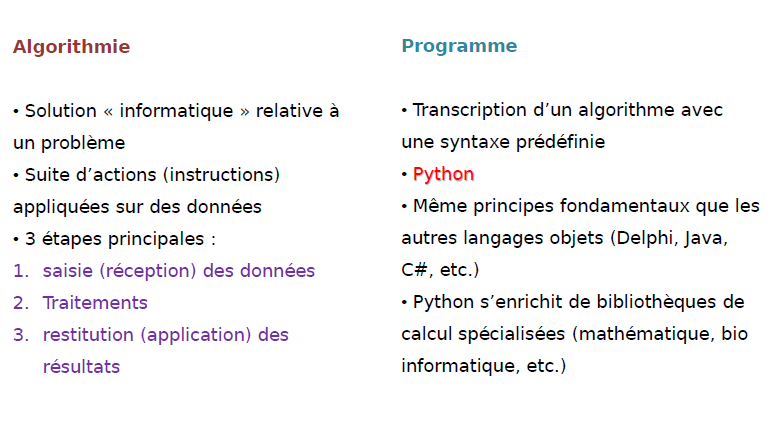 Algorithmie
• Solution « informatique » relative à
un problème
• Suite d’actions (instructions)
appliquées sur des données
• 3 étapes principales :
1. saisie (réception) des données
2. Traitements
3. restitution (application) des
résultats
Programme
• Transcription d’un algorithme avec
une syntaxe prédéfinie
• Python
• Même principes fondamentaux que les
autres langages objets (Delphi, Java,
C#, etc.)
• Python s’enrichit de bibliothèques de
calcul spécialisées (mathématique, bio
informatique, etc.)